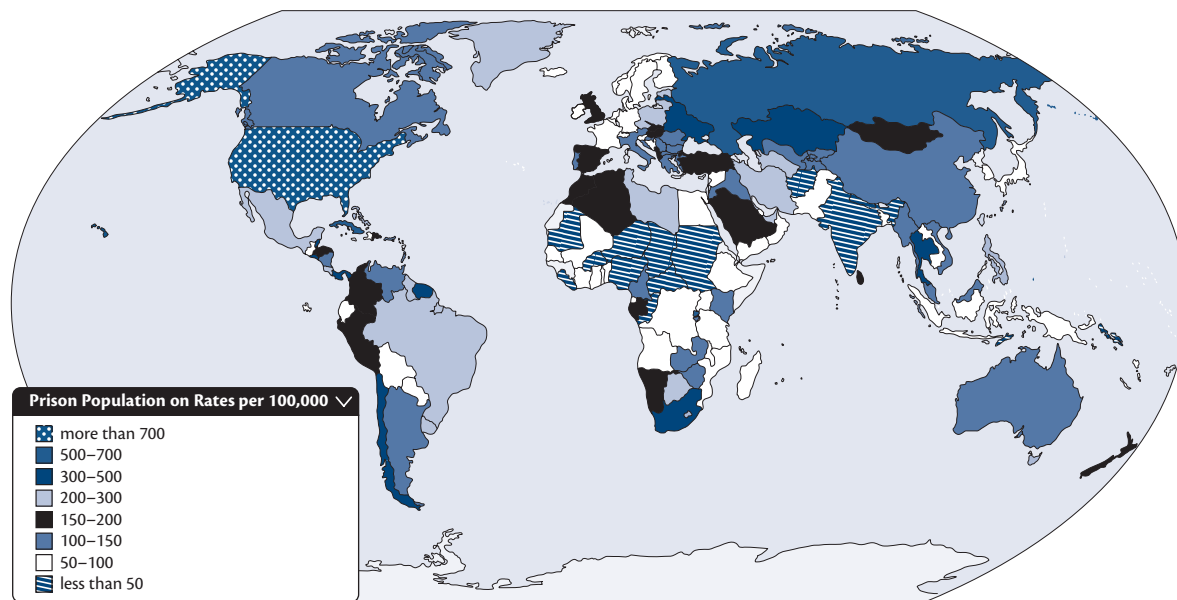 Prison Population on Rates per 100,000
more than 700
500–700
300–500
200–300
150–200
100–150
50–100
less than 50